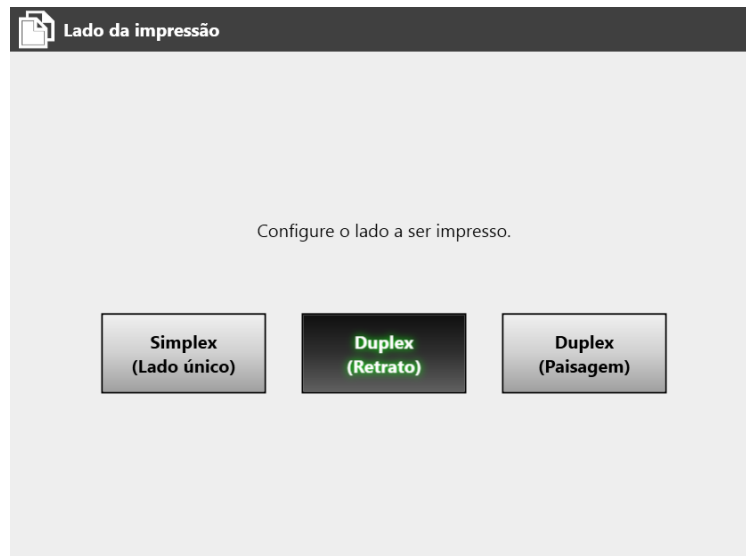 Lado da impressão
Configure o lado a ser impresso.
Simplex
(Lado único)
Duplex
(Retrato)
Duplex
(Paisagem)